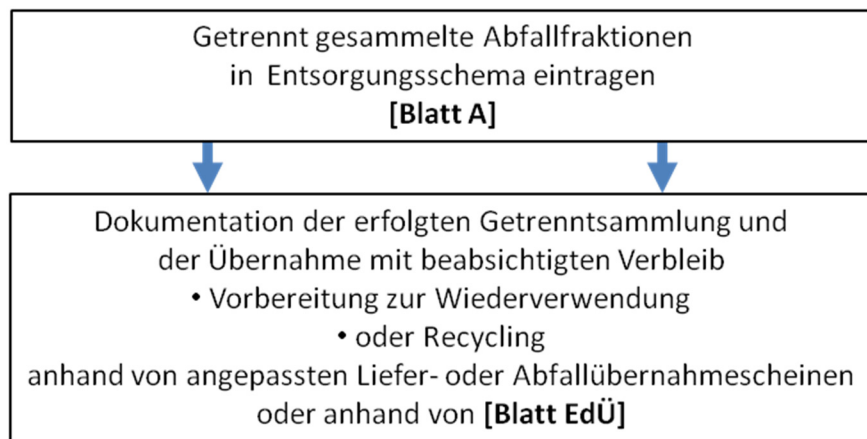 Getrennt gesammelte Abfallfraktionen
in Entsorgungsschema eintragen
[Blatt A]
Dokumentation der erfolgten Getrenntsammlung und
der Übernahme mit beabsichtigten Verbleib
• Vorbereitung zur Wiederverwendung
• oder Recycling
anhand von angepassten Liefer- oder Abfallübernahmescheinen
oder anhand von [Blatt EdÜ]